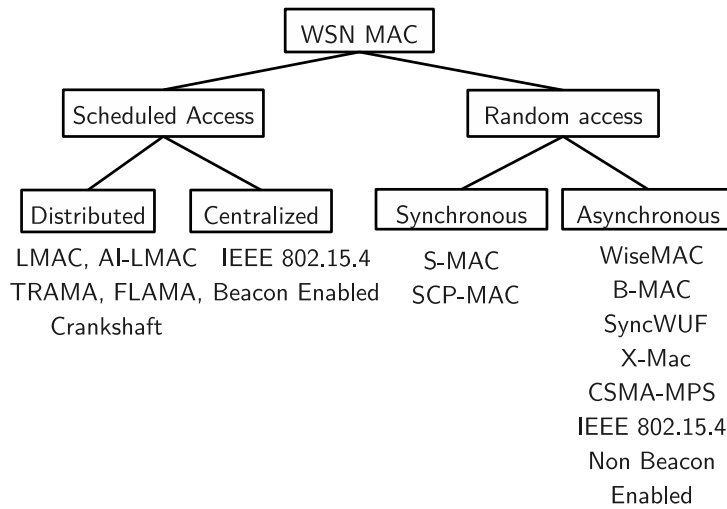 WSN MAC
Scheduled Access
Random access
Distributed
Centralized
Synchronous
Asynchronous
LMAC, AI-LMAC
TRAMA, FLAMA,
Crankshaft
IEEE 802.15.4
Beacon Enabled
S-MAC
SCP-MAC
WiseMAC
B-MAC
SyncWUF
X-Mac
CSMA-MPS
IEEE 802.15.4
Non Beacon
Enabled